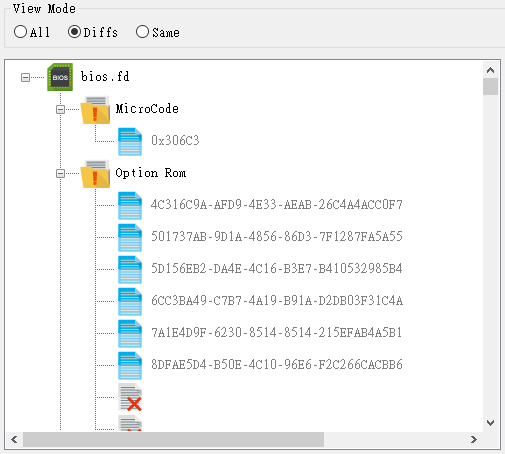 View Mode
All Diffs Same
BIOS
bios.fd
MicroCode
0x306C3
Option Rom
4C316C9A-AFD9-4E33-AEAB-26C4A4ACC0F7
501737AB-9D1A-4856-86D3-7F1287FA5A55
5D156EB2-DA4E-4C16-B3E7-B410532985B4
6CC3BA49-C7B7-4A19-B91A-D2DB03F31C4A
7A1E4D9F-6230-8514-8514-215EFAB4A5B1
8DFAE5D4-B50E-4C10-96E6-F2C266CACBB6